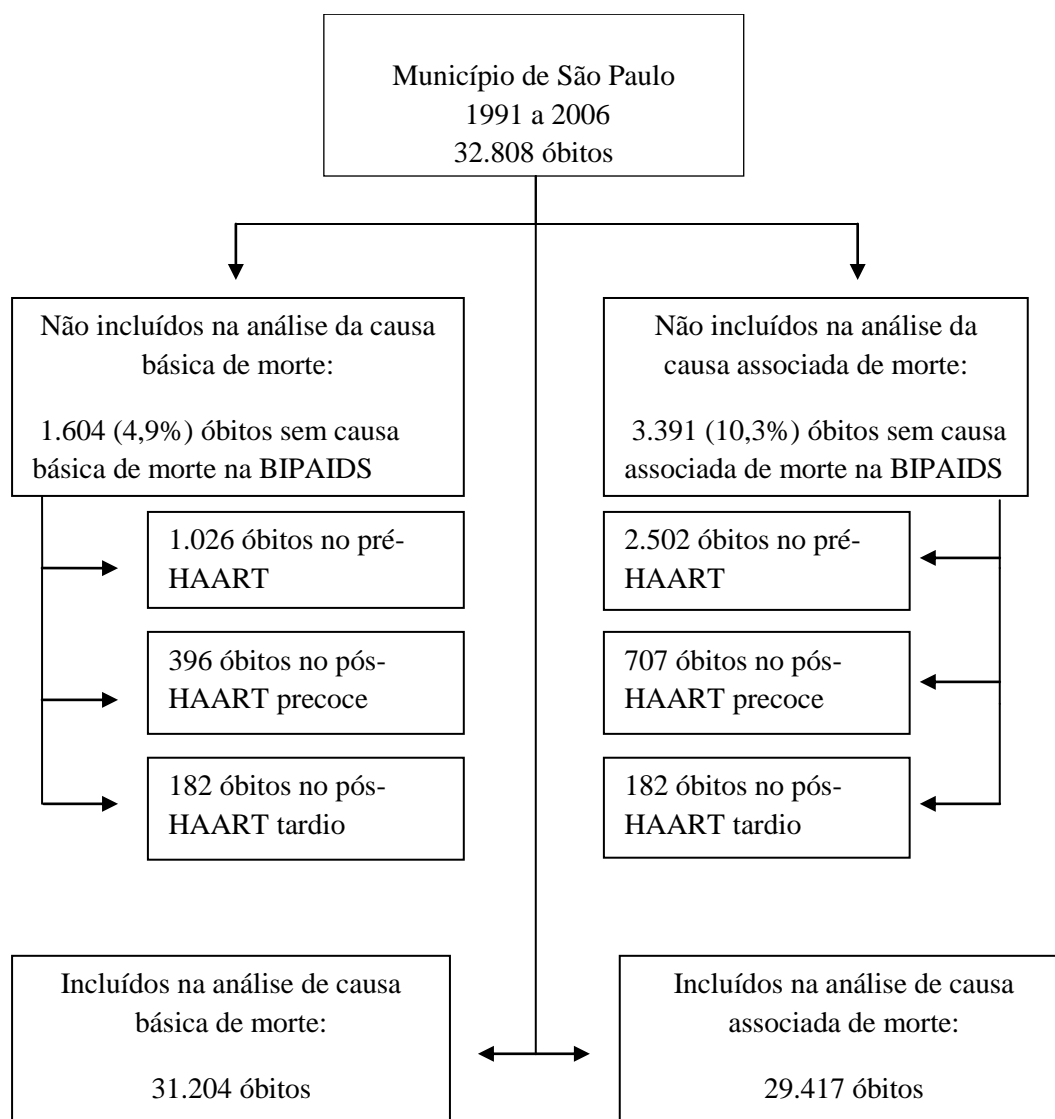 Município de São Paulo
1991 a 2006
32.808 óbitos
Não incluídos na análise da causa
básica de morte:
1.604 (4,9%) óbitos sem causa
básica de morte na BIPAIDS
Não incluídos na análise da
causa associada de morte:
3.391 (10,3%) óbitos sem causa
associada de morte na BIPAIDS
1.026 óbitos no pré-
HAART
396 óbitos no pós-
HAART precoce
182 óbitos no pós-
HAART tardio
2.502 óbitos no pré-
HAART
707 óbitos no pós-
HAART precoce
182 óbitos no pós-
HAART tardio
Incluídos na análise de causa
básica de morte:
31.204 óbitos
Incluídos na análise de causa
associada de morte:
29.417 óbitos